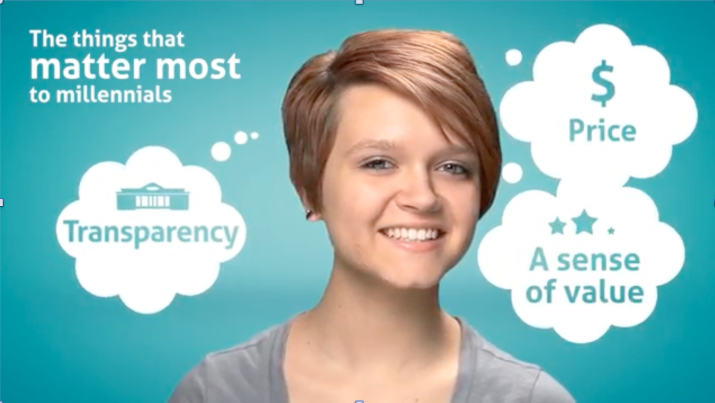 The things that
matter most
to millennials
$
Price
Transparency
A sense
of value